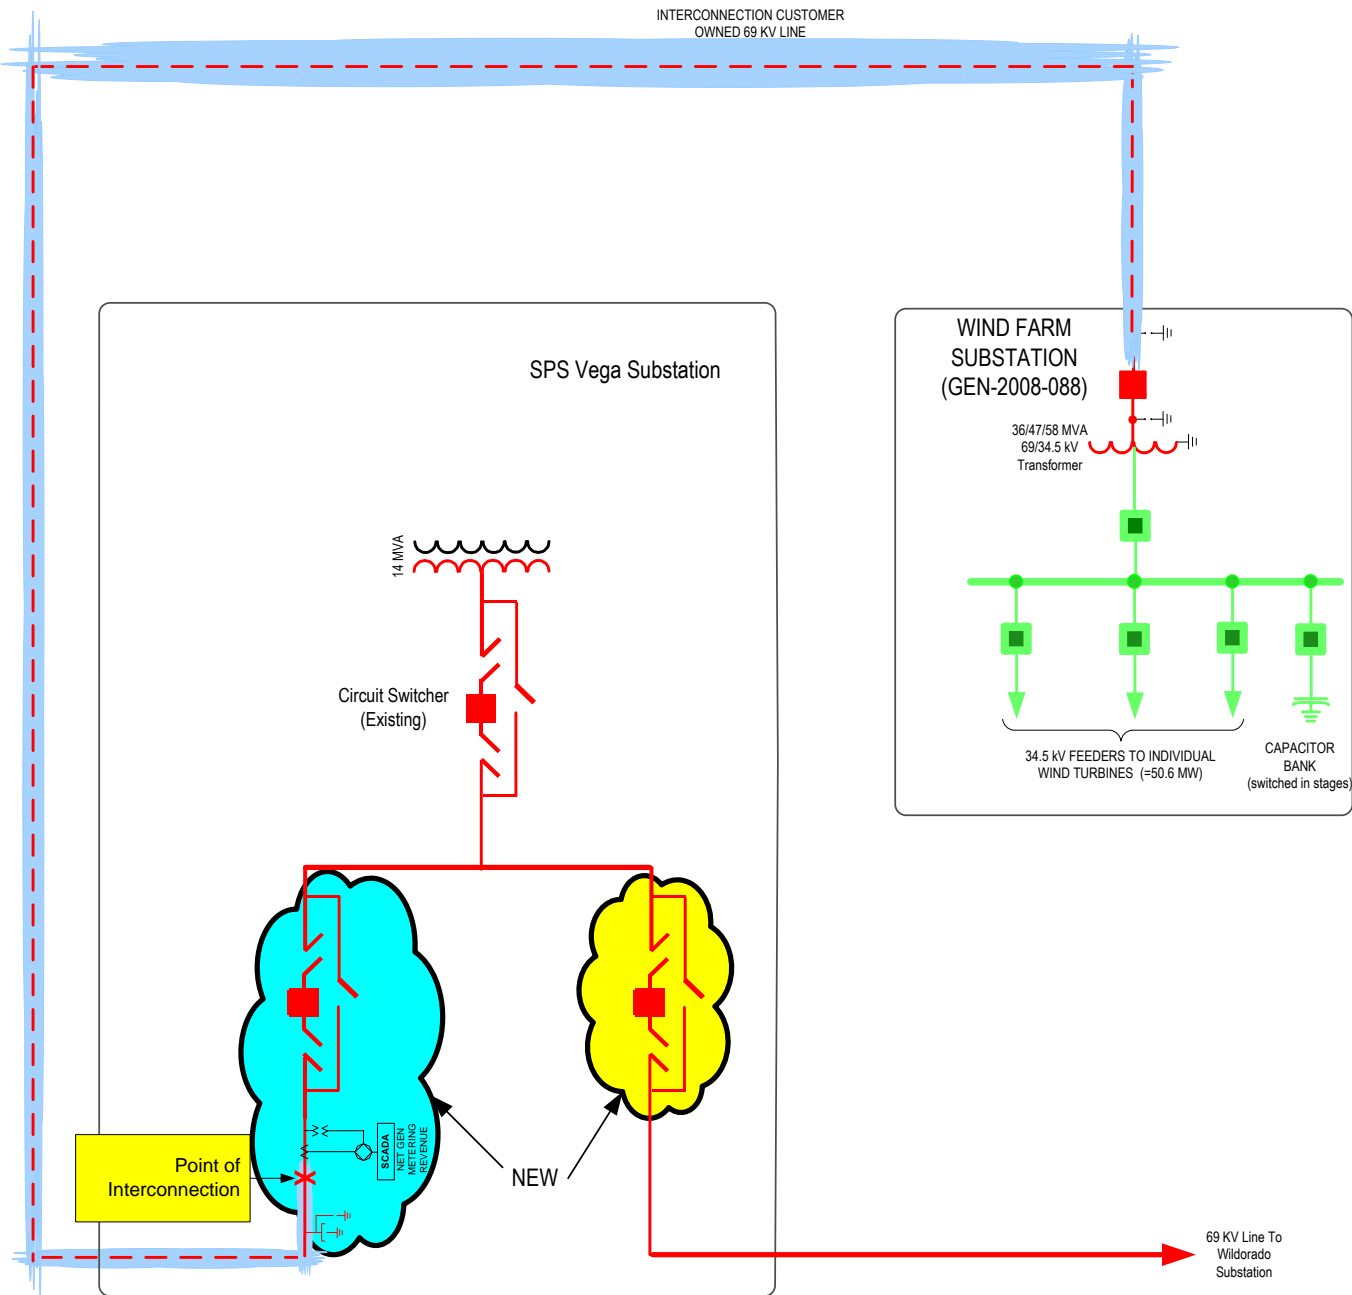 INTERCONNECTION CUSTOMER
OWNED 69 KV LINE
SPS Vega Substation
WIND FARM
SUBSTATION
(GEN-2008-088)
36/47/58 MVA
69/34.5 kV
Transformer
14 MVA
Circuit Switcher
(Existing)
34.5 kV FEEDERS TO INDIVIDUAL
WIND TURBINES (=50.6 MW)
CAPACITOR
BANK
(switched in stages)
SCADA
NET GEN
METERING
REVENUE
Point of
Interconnection
NEW
69 KV Line To
Wildorado
Substation